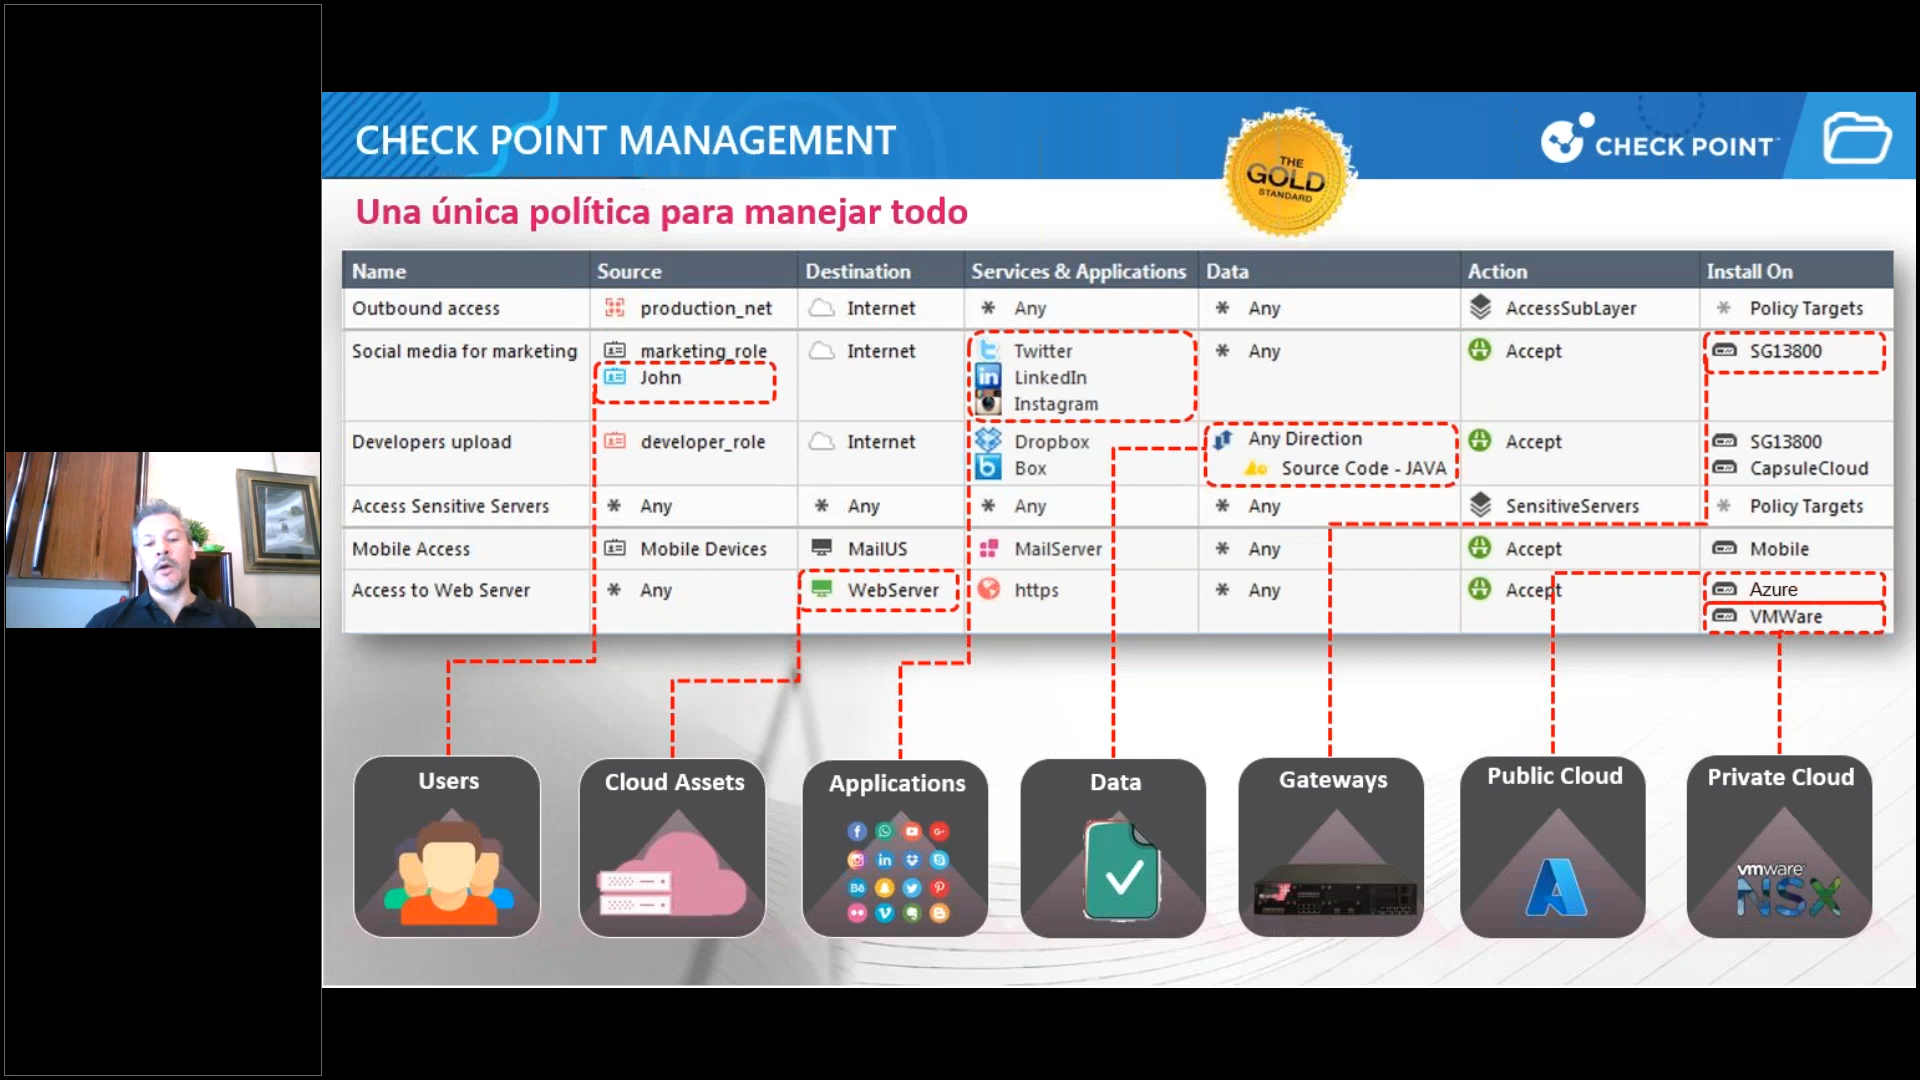 CHECK POINT MANAGEMENT
THE
GOLD
STANDARD
CHECK POINT
Una única política para manejar todo
Name Source Destination Services & Applications Data Action Install On
Outbound access production_net Internet * Any * Any AccessSubLayer * Policy Targets
Social media for marketing marketing_role Internet Twitter * Any Accept SG13800
John LinkedIn
Instagram
Developers upload developer_role Internet Dropbox Any Direction Accept SG13800
Box Source Code - JAVA CapsuleCloud
Access Sensitive Servers * Any * Any * Any * Any SensitiveServers * Policy Targets
Mobile Access Mobile Devices MailUS MailServer * Any Accept Mobile
Access to Web Server * Any WebServer https * Any Accept Azure
VMWare
Users Cloud Assets Applications Data Gateways Public Cloud Private Cloud
vmware
NSX